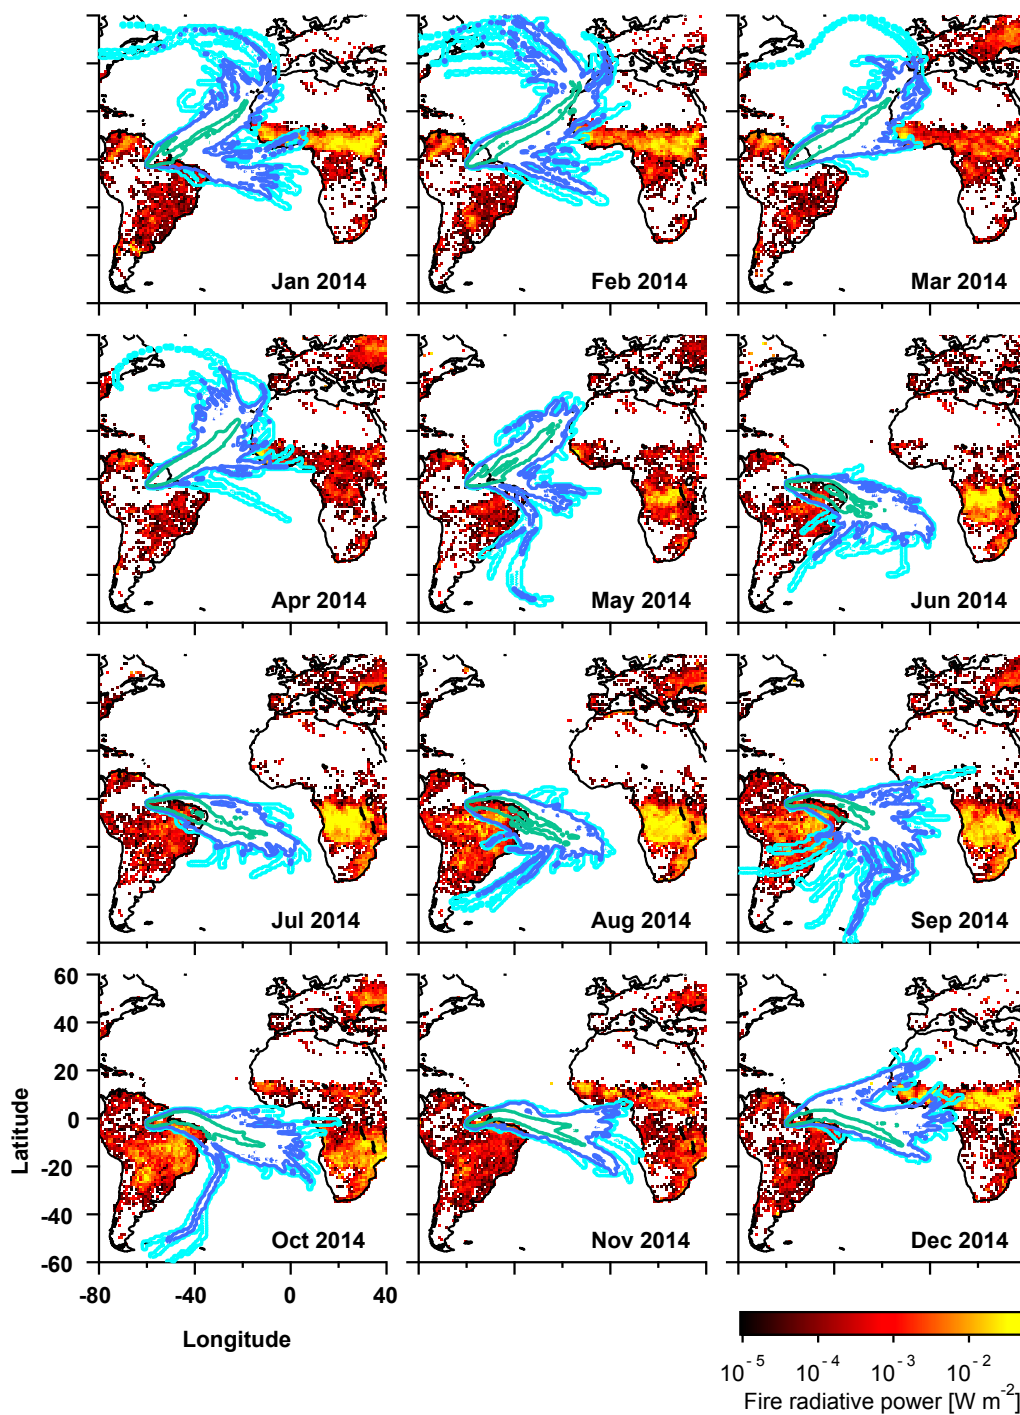 Jan 2014
Feb 2014
Mar 2014
Apr 2014
May 2014
Jun 2014
Jul 2014
Aug 2014
Sep 2014
60
40
20
0
-20
-40
-60
Latitude
Oct 2014
Nov 2014
Dec 2014
-80
-40
0
40
Longitude
10^-5 10^-4 10^-3 10^-2
Fire radiative power [W m^-2]